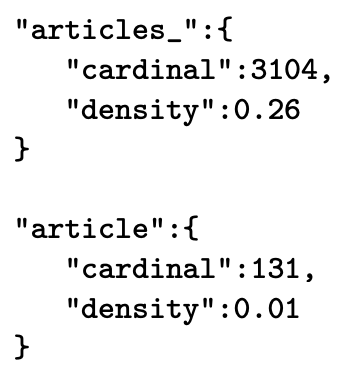 "articles_":{
"cardinal":3104,
"density":0.26
}
"article":{
"cardinal":131,
"density":0.01
}